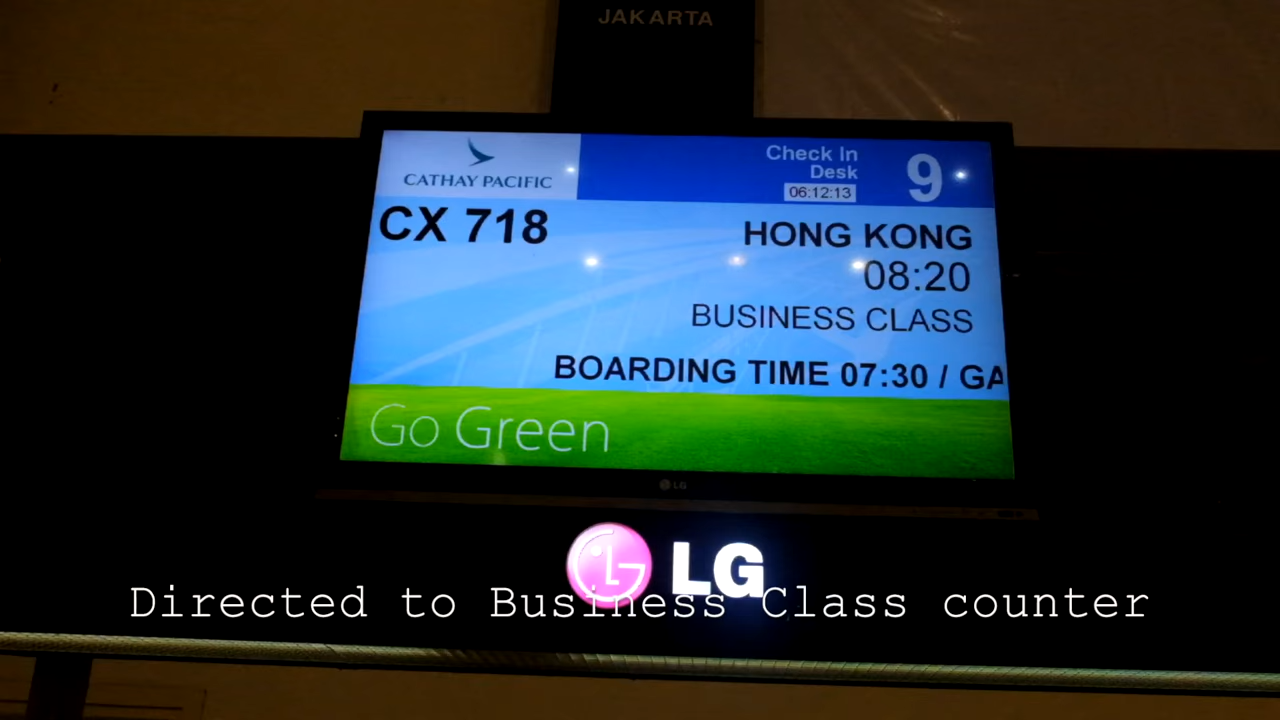 JAKARTA
CATHAY PACIFIC
Check In
Desk
9
06:12:13
CX 718
HONG KONG
08:20
BUSINESS CLASS
BOARDING TIME 07:30 / GA
Go Green
LG
LG
Directed to Business Class counter